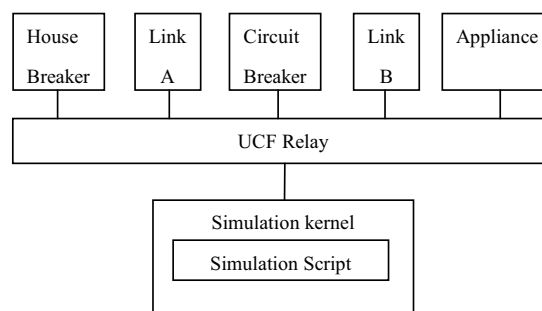 House Breaker
Link A
Circuit Breaker
Link B
Appliance
UCF Relay
Simulation kernel
Simulation Script